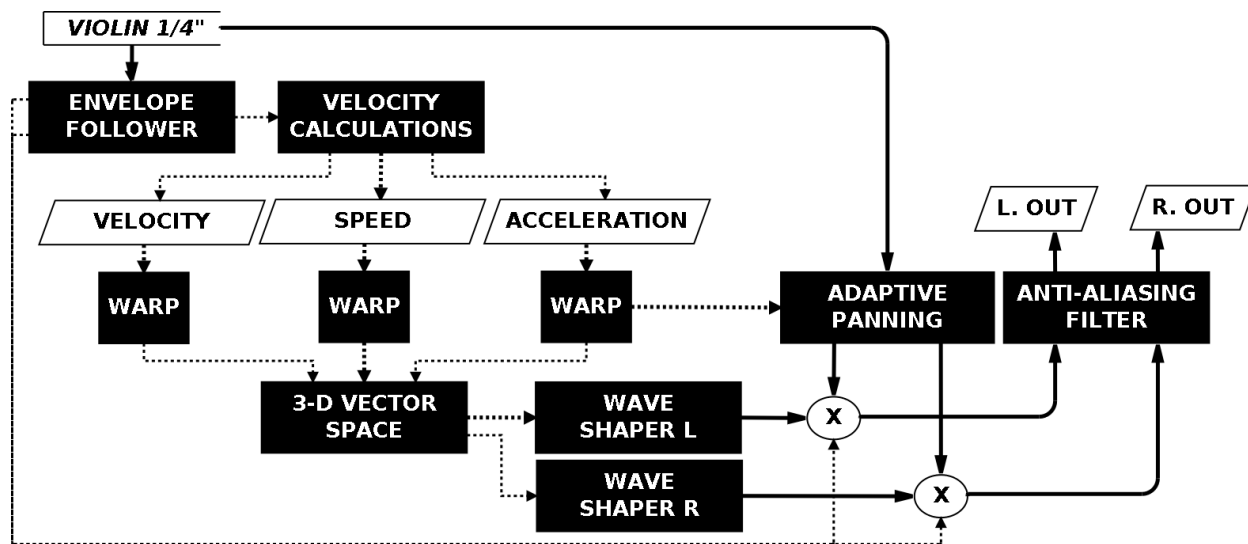 VIOLIN 1/4"
ENVELOPE
FOLLOWER
VELOCITY
CALCULATIONS
VELOCITY
SPEED
ACCELERATION
L. OUT
R. OUT
WARP
WARP
WARP
ADAPTIVE
PANNING
ANTI-ALIASING
FILTER
3-D VECTOR
SPACE
WAVE
SHAPER L
X
WAVE
SHAPER R
X